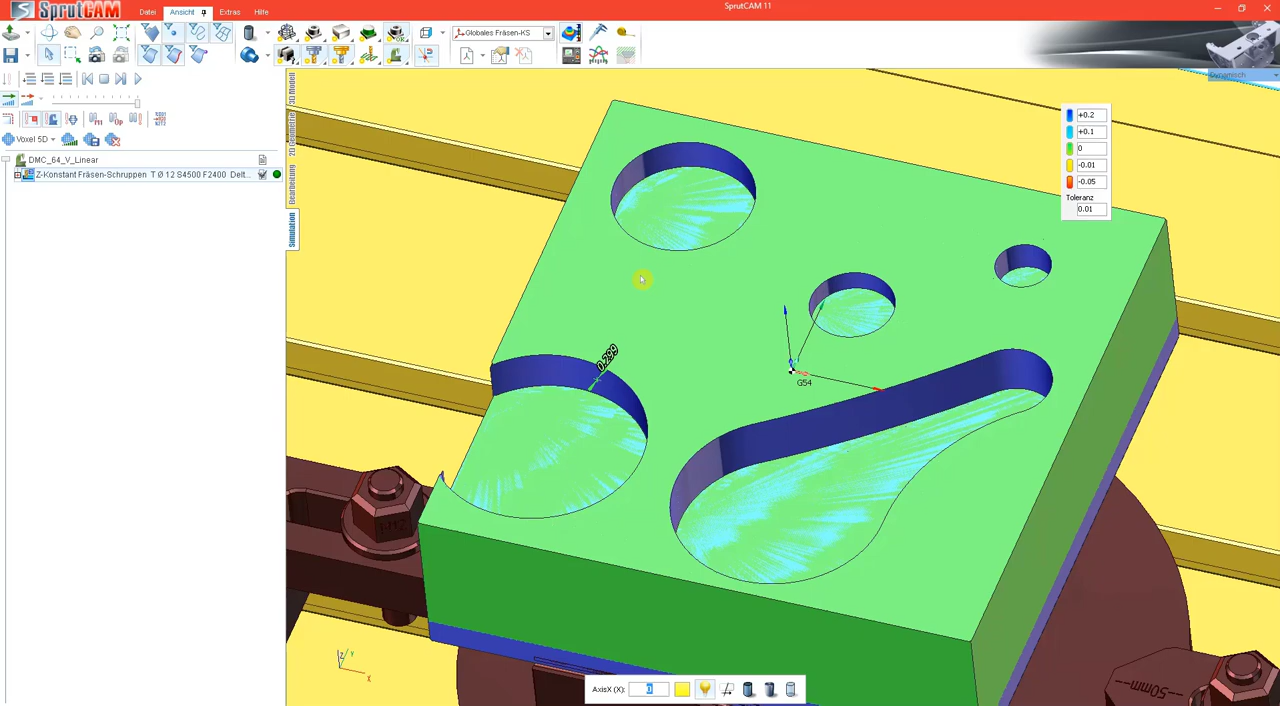 SprutCAM
SprutCAM 11
Datei
Ansicht
Extras
Hilfe
Globales Fräsen-KS
Dynamisch
Voxel 5D
DMC_64_V_Linear
Z-Konstant Fräsen-Schruppen T Ø 12 S4500 F2400 Delt...
3D Modell
2D Geometrie
Bearbeitung
Simulation
+0.2
+0.1
0
-0.01
-0.05
Toleranz
0.01
0.299
G54
50mm
Z
Y
X
AxisX (X):
0